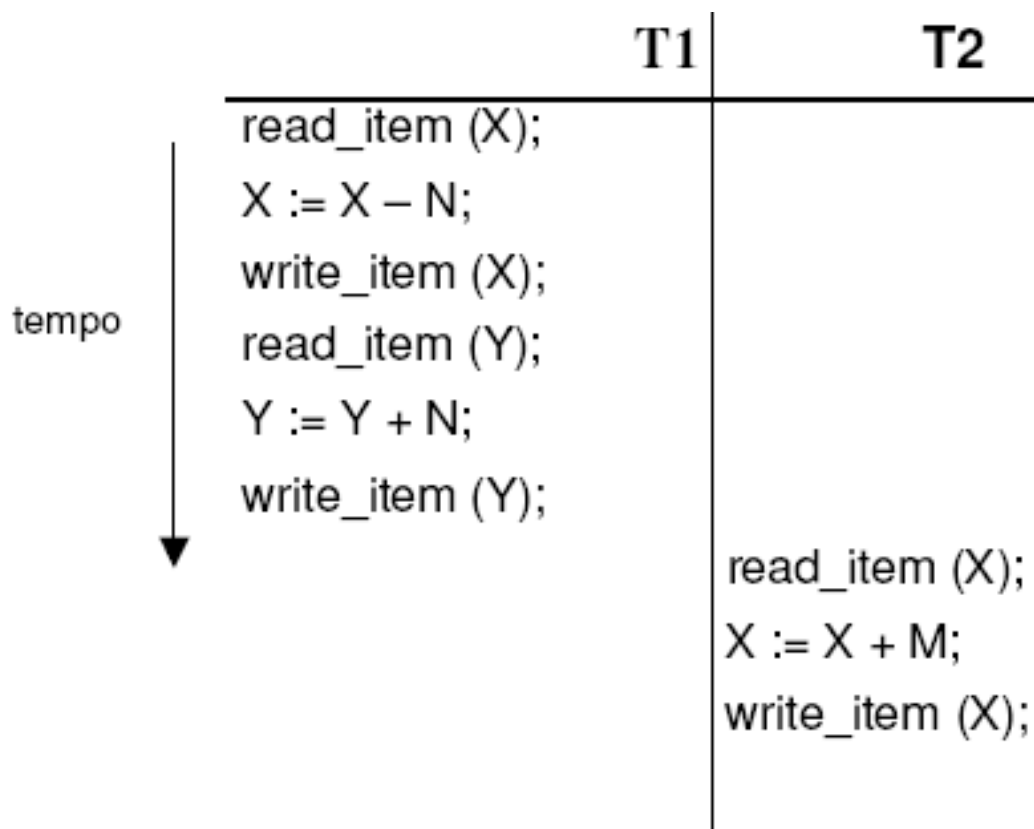 T1 T2
read_item (X);
X := X – N;
write_item (X);
tempo
read_item (Y);
Y := Y + N;
write_item (Y);
read_item (X);
X := X + M;
write_item (X);